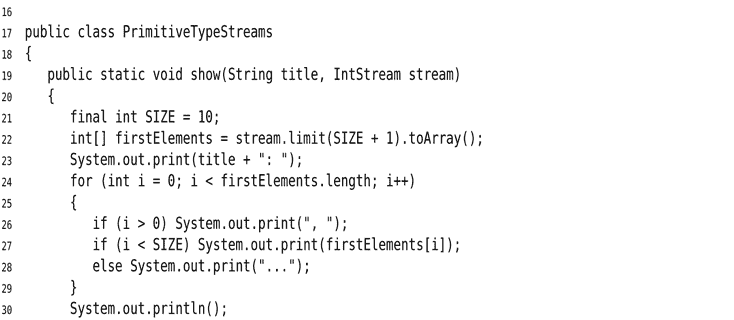 16
17 public class PrimitiveTypeStreams
18 {
19    public static void show(String title, IntStream stream)
20    {
21       final int SIZE = 10;
22       int[] firstElements = stream.limit(SIZE + 1).toArray();
23       System.out.print(title + ": ");
24       for (int i = 0; i < firstElements.length; i++)
25       {
26          if (i > 0) System.out.print(", ");
27          if (i < SIZE) System.out.print(firstElements[i]);
28          else System.out.print("...");
29       }
30       System.out.println();